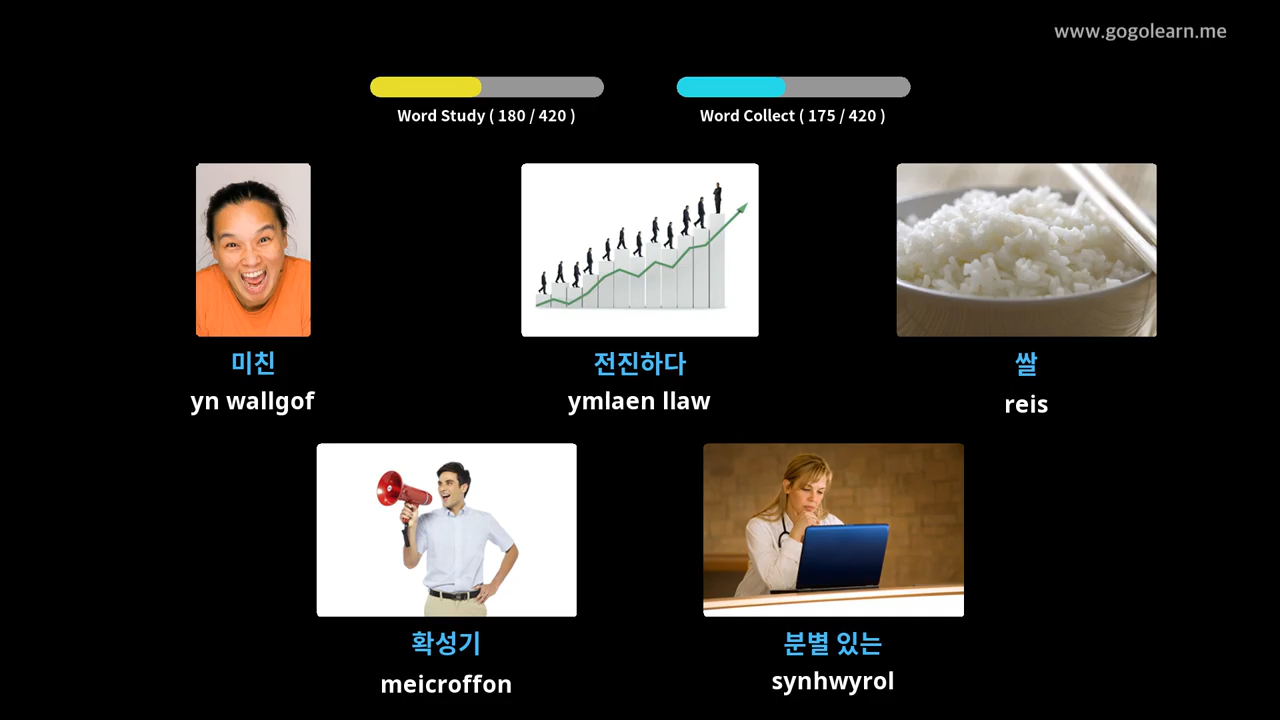 www.gogolearn.me
Word Study ( 180 / 420 )
Word Collect ( 175 / 420 )
미친
yn wallgof
전진하다
ymlaen llaw
쌀
reis
확성기
meicroffon
분별 있는
synhwyrol